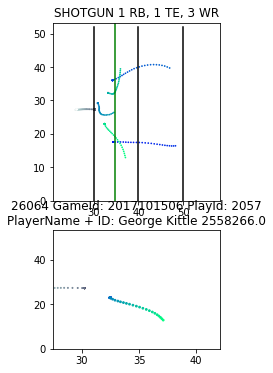 SHOTGUN 1 RB, 1 TE, 3 WR
50
40
30
20
10
0
30 40 50
26064 GameId: 2017101506 PlayId: 2057
PlayerName + ID: George Kittle 2558266.0
40
20
0
30 35 40